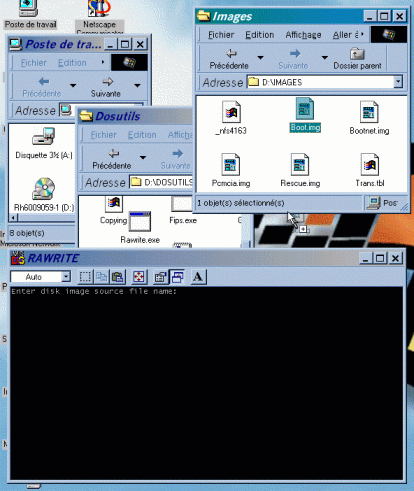 Poste de travail
Netscape
Communicator
Images
Fichier Edition Affichage Aller à
Précédente Suivante Dossier parent
Adresse D:\IMAGES
_nfs4163 Boot.img Bootnet.img
Pcmcia.img Rescue.img Trans.tbl
1 objet(s) sélectionné(s) Pos
Poste de tra...
Fichier Edition
Précédente Suivante
Adresse
Disquette 3½ (A:)
Rh6009059-1 (D:)
8 objet(s)
Dosutils
Fichier Edition Affich
Précédente Suivante
Adresse D:\DOSUTILS
Copying Fips.exe
Rawrite.exe
RAWRITE
Auto
A
Enter disk image source file name: